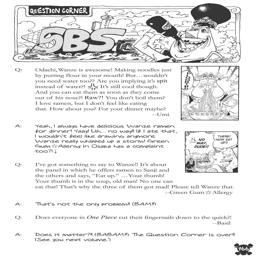 QUESTION CORNER
SBS
Q: Odachi, Wanze is awesome! Making noodles just
by putting flour in your mouth! But... wouldn't
you need water?? Are you implying it's spit
instead of water!? It's still cool though.
And you can eat them as soon as they come
out of his nose!! Raw?! You don't boil them?
I love ramen, but I don't feel like eating
that. How about you? For your dinner maybe?
--Umi
A: Yeah, I always have delicious Wanze Ramen
for dinner! Yay! Uh... no way!! If I ate that,
I wouldn't feel like drawing anymore.
Wanze really whipped up a storm! Green
Gum Allergy in Osaka has a complaint
too!!
Q: I've got something to say to Wanze!! It's about
the panel in which he offers ramen to Sanji and
the others and says, "Eat up" ...Your thumb!
Your thumb is in the soup, old man! No one can
eat that! That's why the three of them got mad! Please tell Wanze that.
--Green Gum Allergy
A: That's not the problem!! (BAM!!)
Q: Does everyone in One Piece cut their fingernails down to the quick!!
--Basil
A: Does it matter?! (BABAM!!) The Question Corner is over!!
(See you next volume.)